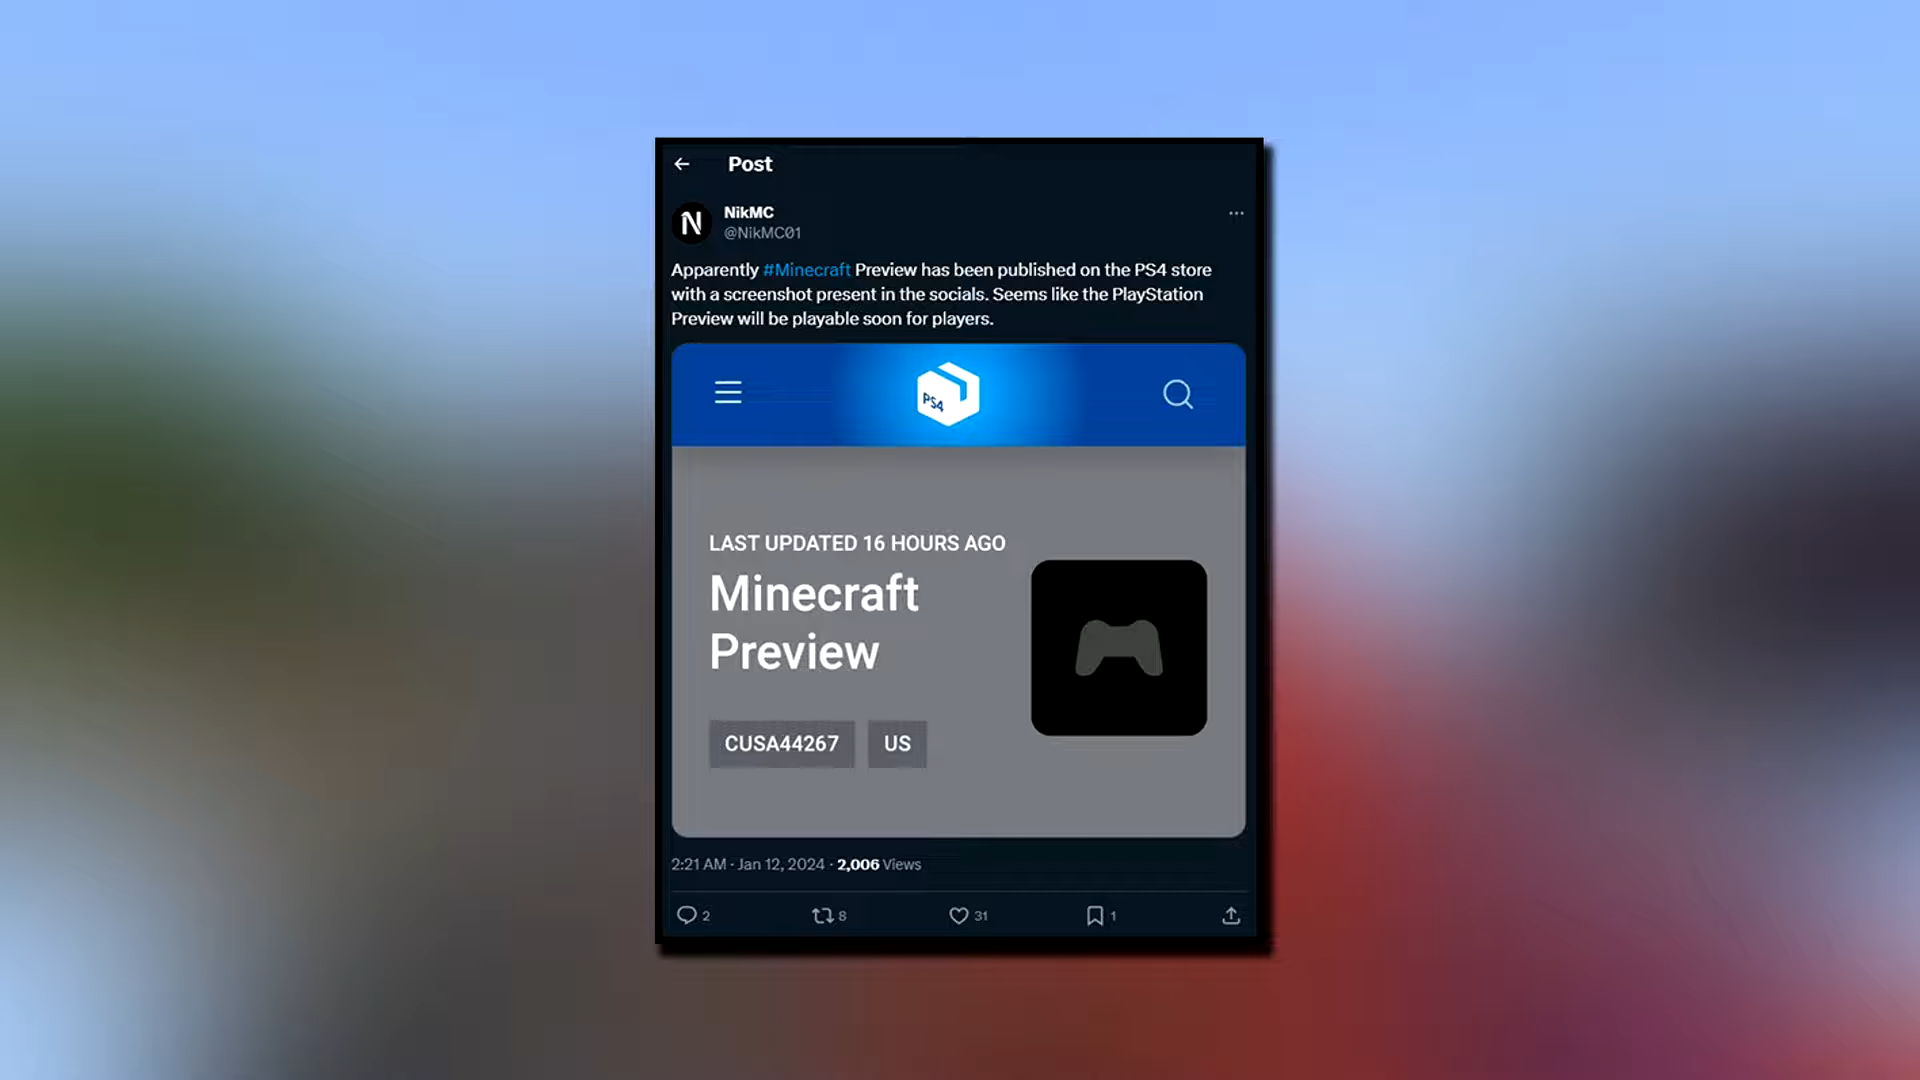 Post
N
NikMC
@NikMC01
Apparently #Minecraft Preview has been published on the PS4 store
with a screenshot present in the socials. Seems like the PlayStation
Preview will be playable soon for players.
PS4
LAST UPDATED 16 HOURS AGO
Minecraft
Preview
CUSA44267 US
2:21 AM · Jan 12, 2024 · 2,006 Views
2 8 31 1